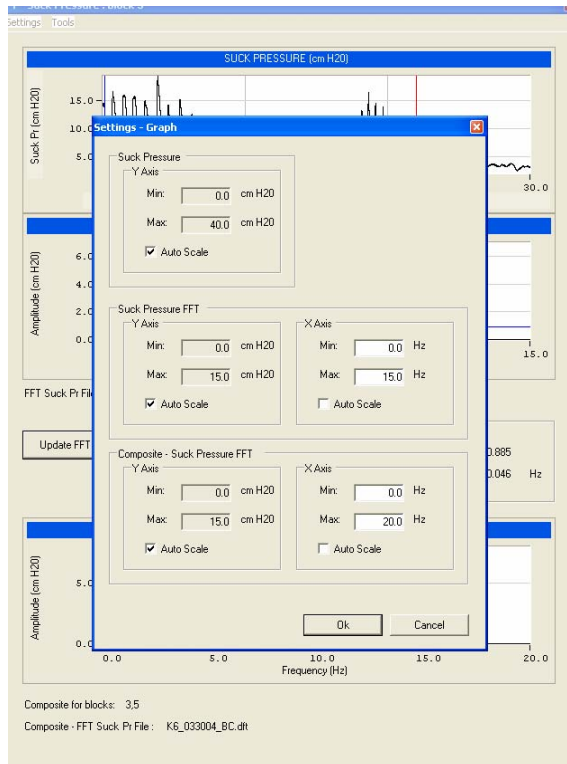 Suck Pressure : block 5
Settings Tools
SUCK PRESSURE (cm H20)
Suck Pr (cm H20)
15.0
10.0
5.0
30.0
Settings - Graph
Suck Pressure
Y Axis
Min: 0.0 cm H20
Max: 40.0 cm H20
Auto Scale
Amplitude (cm H20)
6.0
4.0
2.0
0.0
15.0
Suck Pressure FFT
Y Axis
Min: 0.0 cm H20
Max: 15.0 cm H20
Auto Scale
X Axis
Min: 0.0 Hz
Max: 15.0 Hz
Auto Scale
FFT Suck Pr File
Update FFT
0.885
0.046 Hz
Composite - Suck Pressure FFT
Y Axis
Min: 0.0 cm H20
Max: 15.0 cm H20
Auto Scale
X Axis
Min: 0.0 Hz
Max: 20.0 Hz
Auto Scale
Ok Cancel
Amplitude (cm H20)
5.0
0.0
0.0 5.0 10.0 15.0 20.0
Frequency (Hz)
Composite for blocks: 3,5
Composite - FFT Suck Pr File : K6_033004_BC.dft